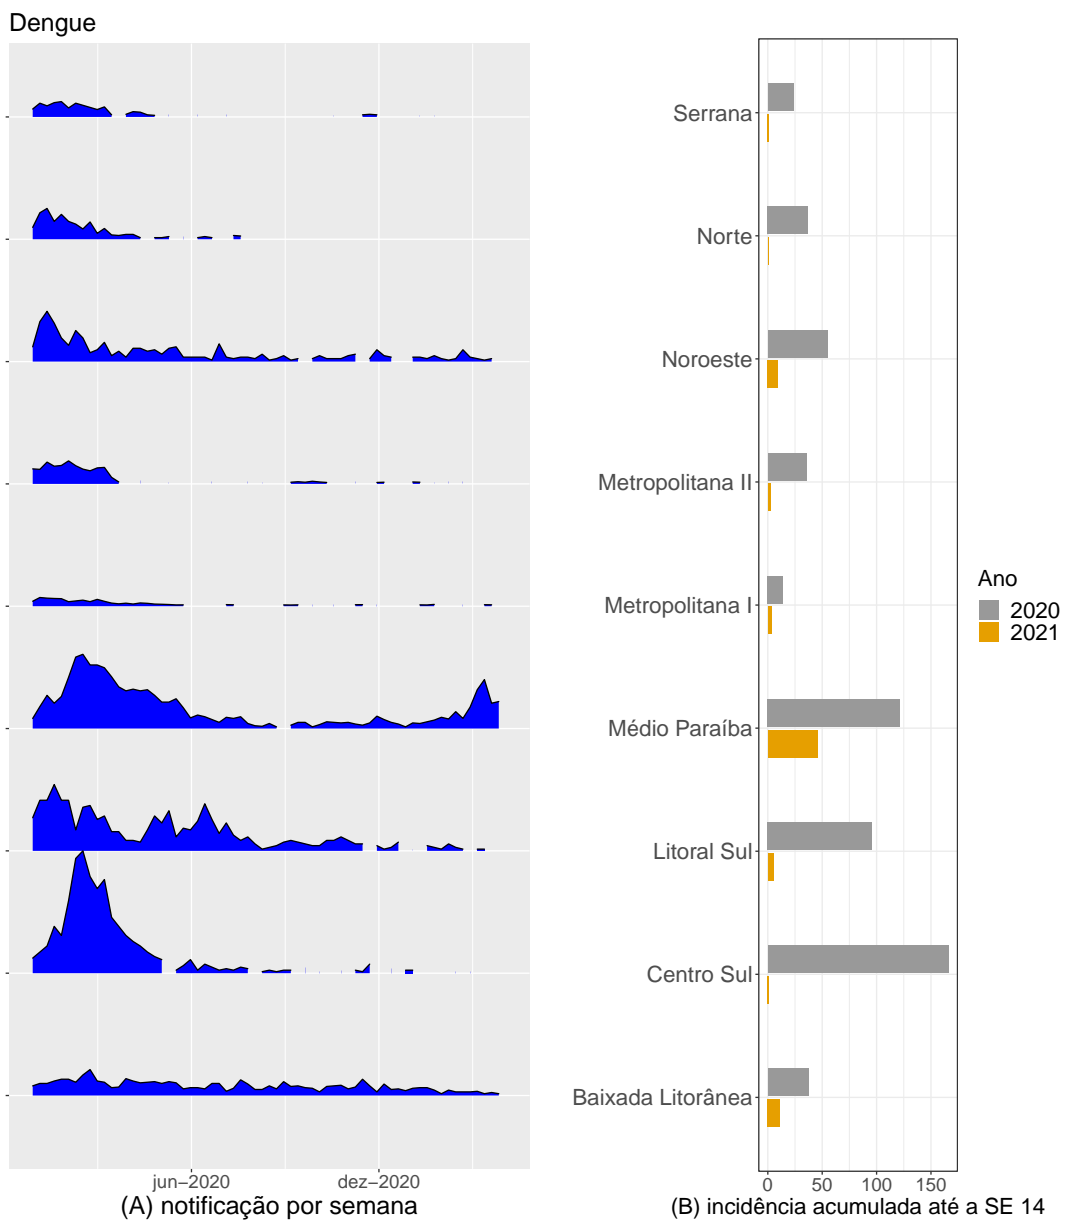 Dengue
Serrana
Norte
Noroeste
Metropolitana II
Metropolitana I
Médio Paraíba
Litoral Sul
Centro Sul
Baixada Litorânea
Ano
2020
2021
jun−2020 dez−2020
(A) notificação por semana
0 50 100 150
(B) incidência acumulada até a SE 14